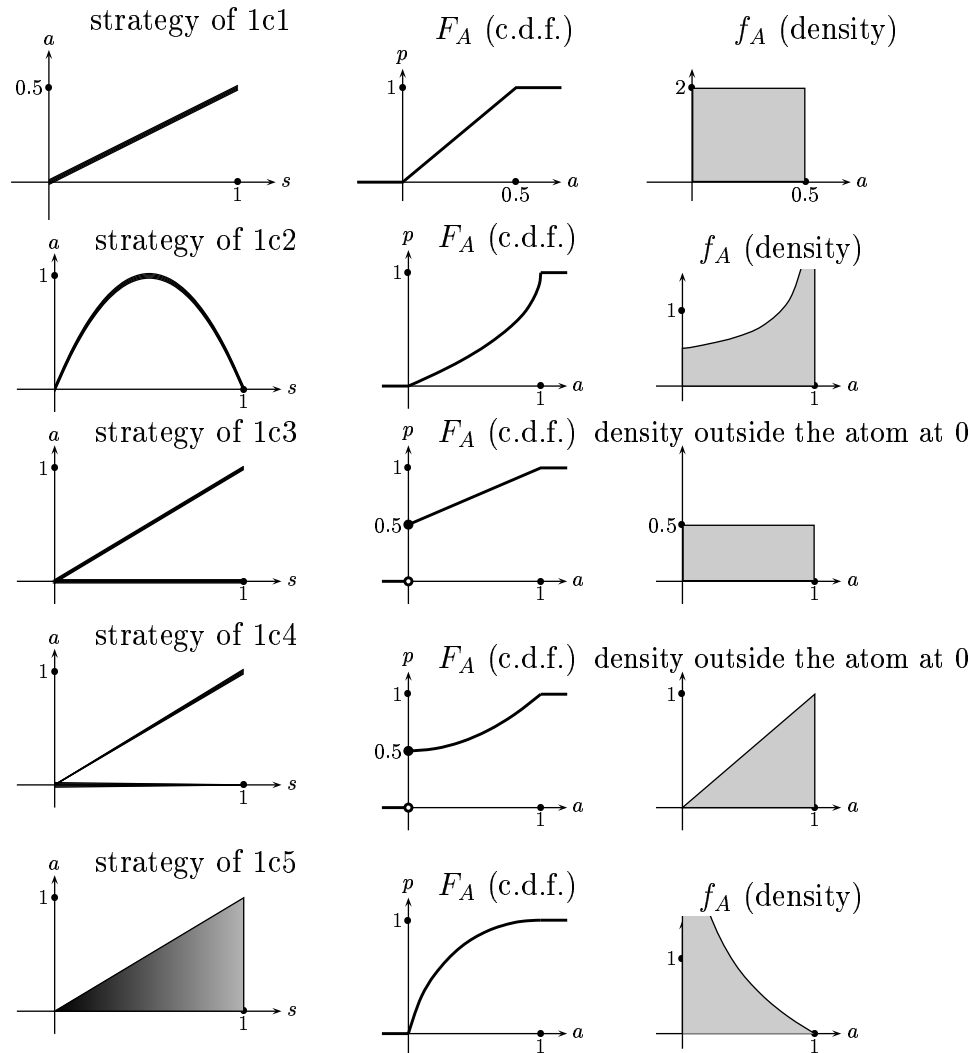 strategy of 1c1
F_A (c.d.f.)
f_A (density)
a
0.5
1
s
p
1
0.5
a
2
0.5
a
strategy of 1c2
F_A (c.d.f.)
f_A (density)
a
1
1
s
p
1
1
a
1
1
a
strategy of 1c3
F_A (c.d.f.)
density outside the atom at 0
a
1
1
s
p
1
0.5
1
a
0.5
1
a
strategy of 1c4
F_A (c.d.f.)
density outside the atom at 0
a
1
1
s
p
1
0.5
1
a
1
1
a
strategy of 1c5
F_A (c.d.f.)
f_A (density)
a
1
1
s
p
1
1
a
1
1
a